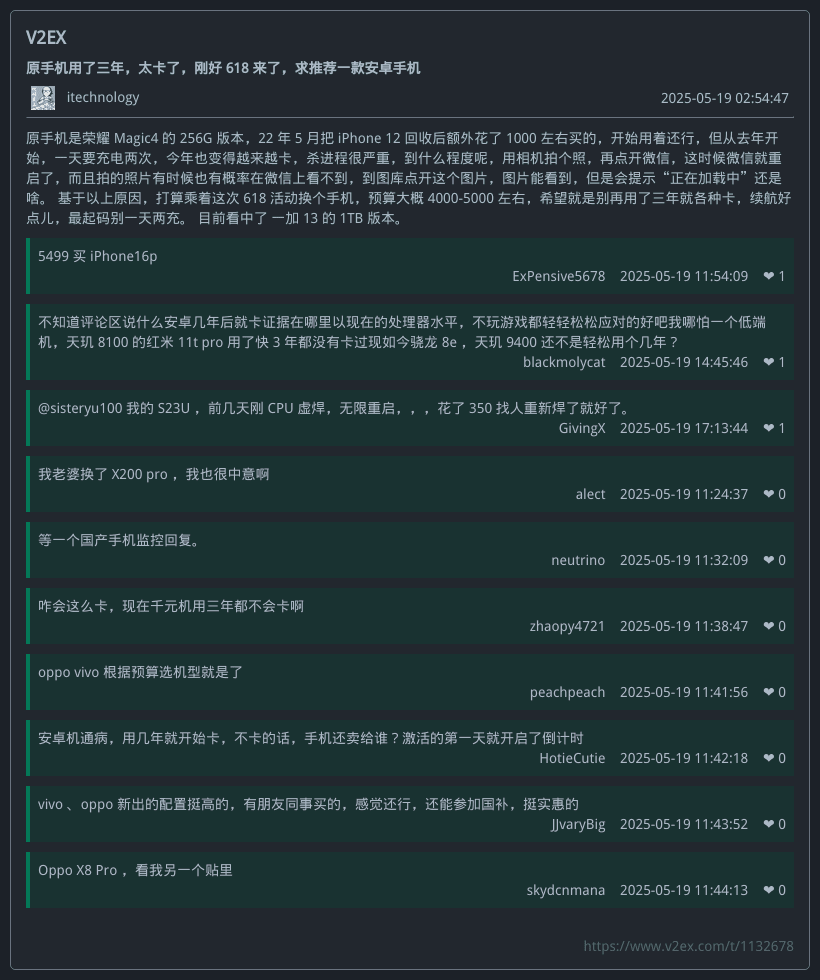 V2EX
原手机用了三年，太卡了，刚好 618 来了，求推荐一款安卓手机
itechnology 2025-05-19 02:54:47
原手机是荣耀 Magic4 的 256G 版本，22 年 5 月把 iPhone 12 回收后额外花了 1000 左右买的，开始用着还行，但从去年开
始，一天要充电两次，今年也变得越来越卡，杀进程很严重，到什么程度呢，用相机拍个照，再点开微信，这时候微信就重
启了，而且拍的照片有时候也有概率在微信上看不到，到图库点开这个图片，图片能看到，但是会提示“正在加载中”还是
啥。 基于以上原因，打算乘着这次 618 活动换个手机，预算大概 4000-5000 左右，希望就是别再用了三年就各种卡，续航好
点儿，最起码别一天两充。 目前看中了 一加 13 的 1TB 版本。
5499 买 iPhone16p
ExPensive5678 2025-05-19 11:54:09 ❤ 1
不知道评论区说什么安卓几年后就卡证据在哪里以现在的处理器水平，不玩游戏都轻轻松松应对的好吧我哪怕一个低端
机，天玑 8100 的红米 11t pro 用了快 3 年都没有卡过现如今骁龙 8e ，天玑 9400 还不是轻松用个几年？
blackmolycat 2025-05-19 14:45:46 ❤ 1
@sisteryu100 我的 S23U ，前几天刚 CPU 虚焊，无限重启，，，花了 350 找人重新焊了就好了。
GivingX 2025-05-19 17:13:44 ❤ 1
我老婆换了 X200 pro ，我也很中意啊
alect 2025-05-19 11:24:37 ❤ 0
等一个国产手机监控回复。
neutrino 2025-05-19 11:32:09 ❤ 0
咋会这么卡，现在千元机用三年都不会卡啊
zhaopy4721 2025-05-19 11:38:47 ❤ 0
oppo vivo 根据预算选机型就是了
peachpeach 2025-05-19 11:41:56 ❤ 0
安卓机通病，用几年就开始卡，不卡的话，手机还卖给谁？激活的第一天就开启了倒计时
HotieCutie 2025-05-19 11:42:18 ❤ 0
vivo 、oppo 新出的配置挺高的，有朋友同事买的，感觉还行，还能参加国补，挺实惠的
JJvaryBig 2025-05-19 11:43:52 ❤ 0
Oppo X8 Pro ，看我另一个贴里
skydcnmana 2025-05-19 11:44:13 ❤ 0
https://www.v2ex.com/t/1132678